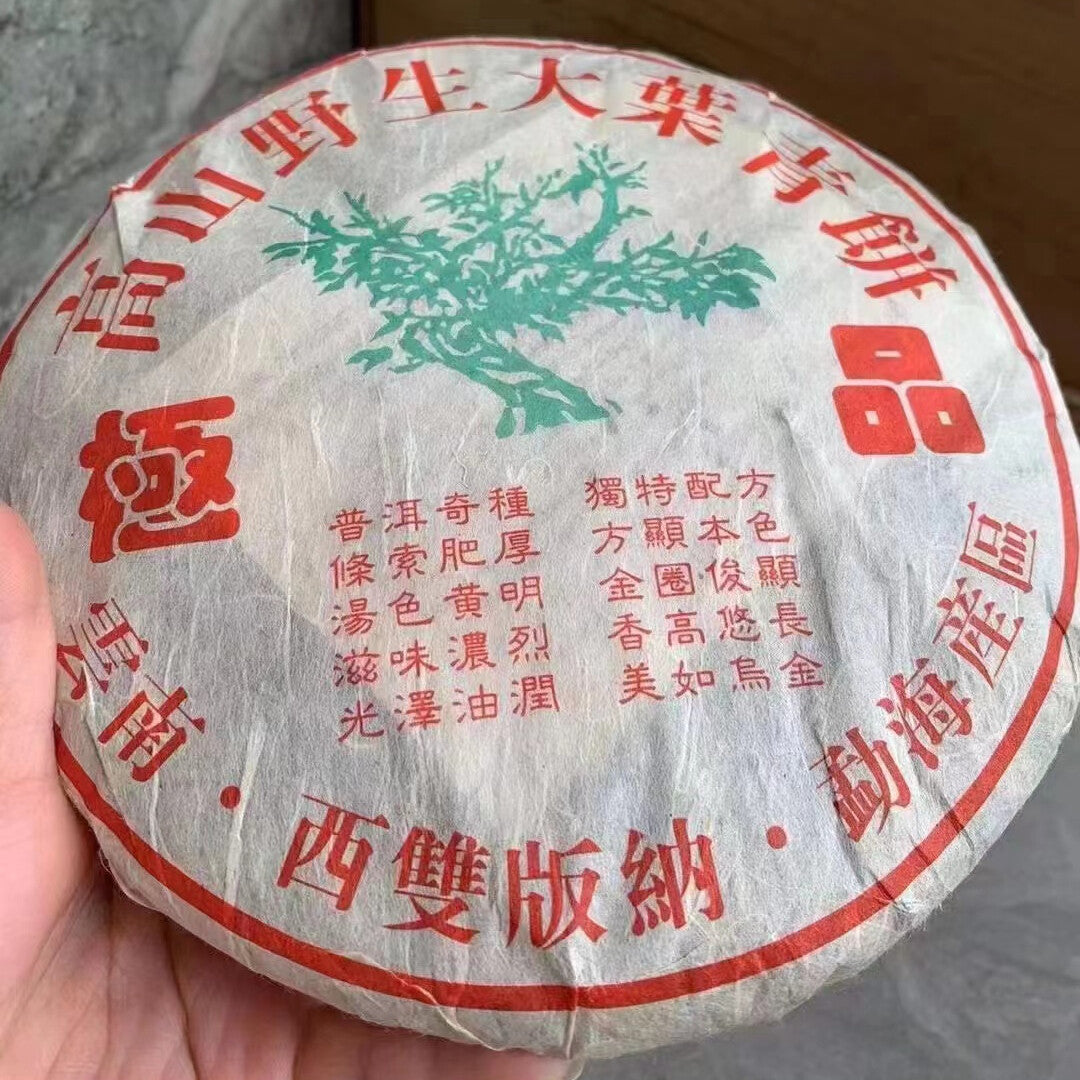 高山野生大葉青餅
極品
普洱奇種 獨特配方
條索肥厚 方顯本色
湯色黄明 金圈俊顯
滋味濃烈 香高悠長
光澤油潤 美如烏金
雲南·西雙版納·勐海産區